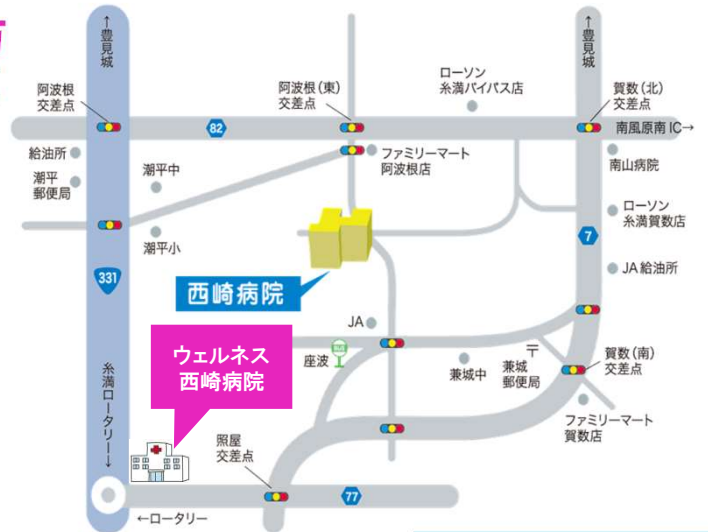 ←豊見城
←豊見城
阿波根
交差点
阿波根(東)
交差点
ローソン
糸満バイパス店
賀数(北)
交差点
82
南風原南IC→
給油所
潮平
郵便局
潮平中
ファミリーマート
阿波根店
南山病院
ローソン
糸満賀数店
潮平小
7
331
西崎病院
JA給油所
ウェルネス
西崎病院
JA
座波
BUS
兼城中
〒
兼城
郵便局
賀数(南)
交差点
糸満ロータリー→
ファミリーマート
賀数店
照屋
交差点
77
←ロータリー